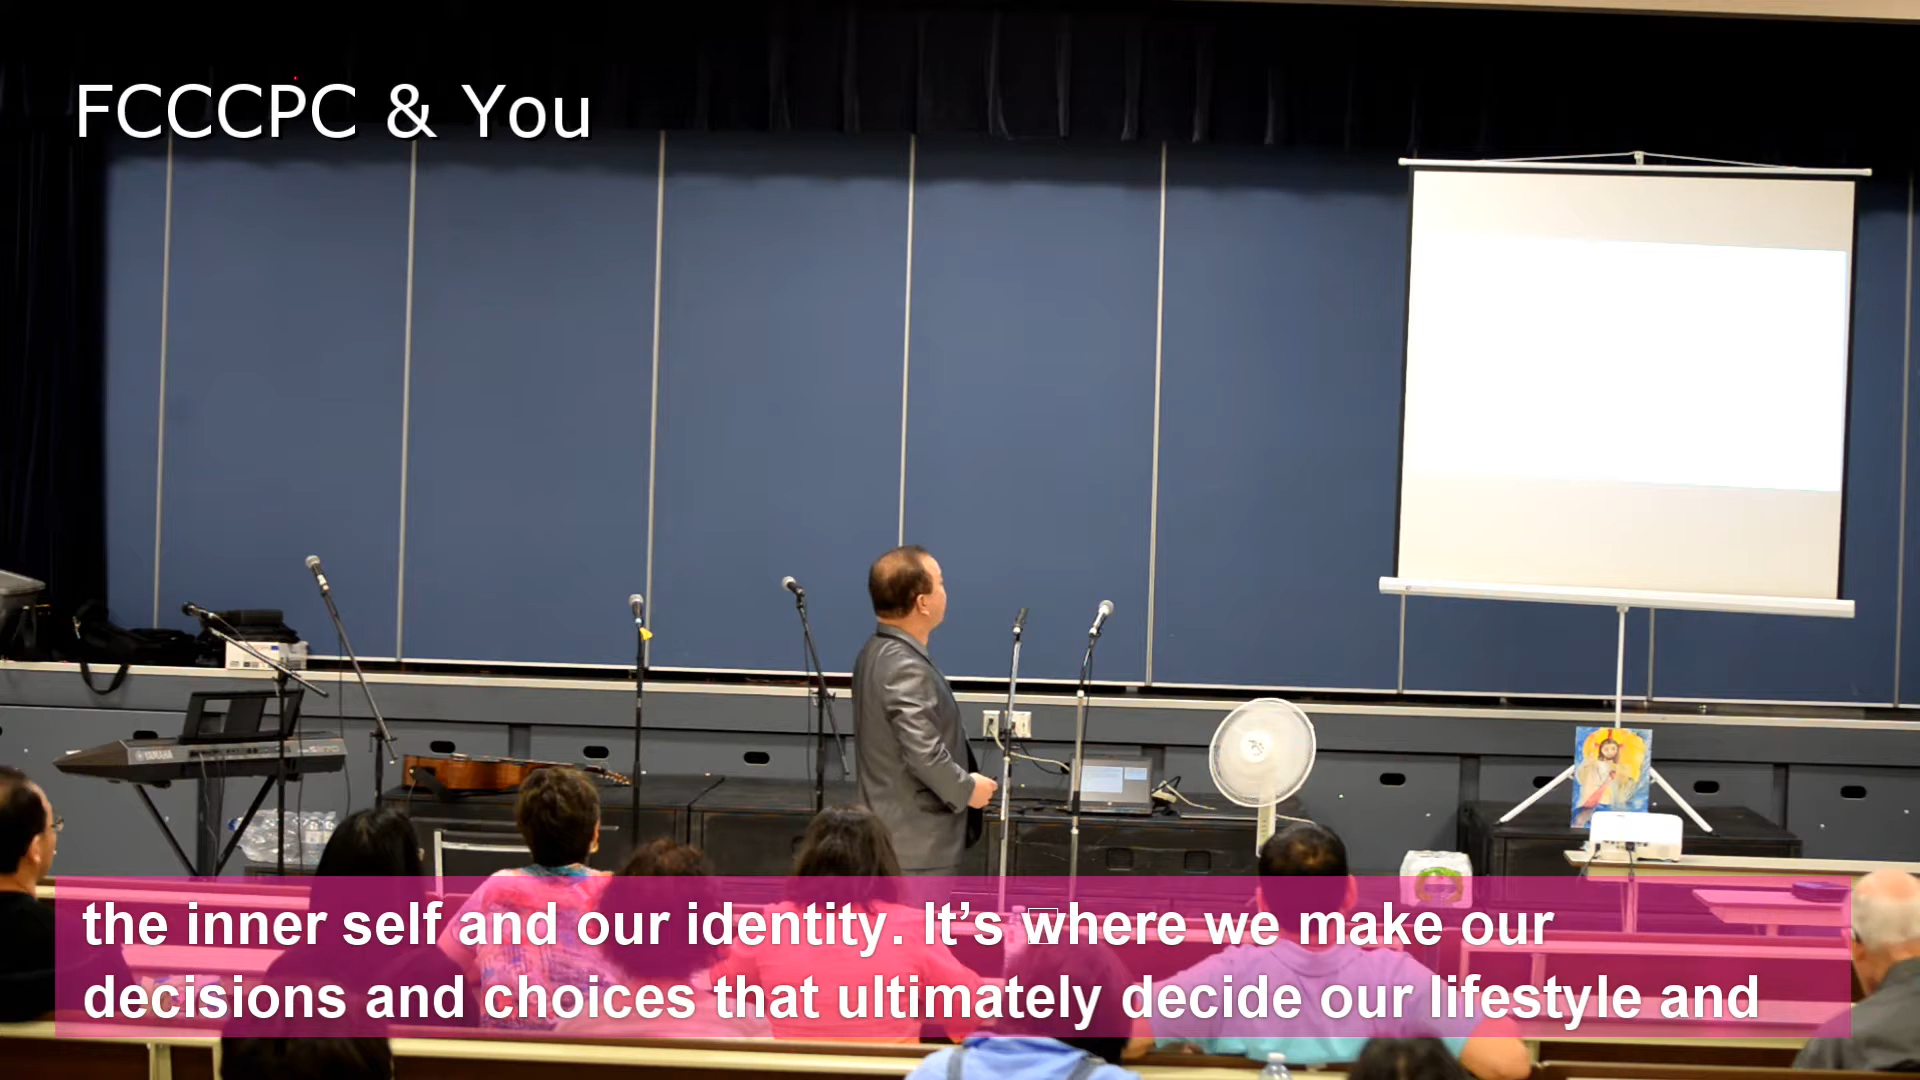 FCCCPC & You
YAMAHA
the inner self and our identity. It’s where we make our
decisions and choices that ultimately decide our lifestyle and